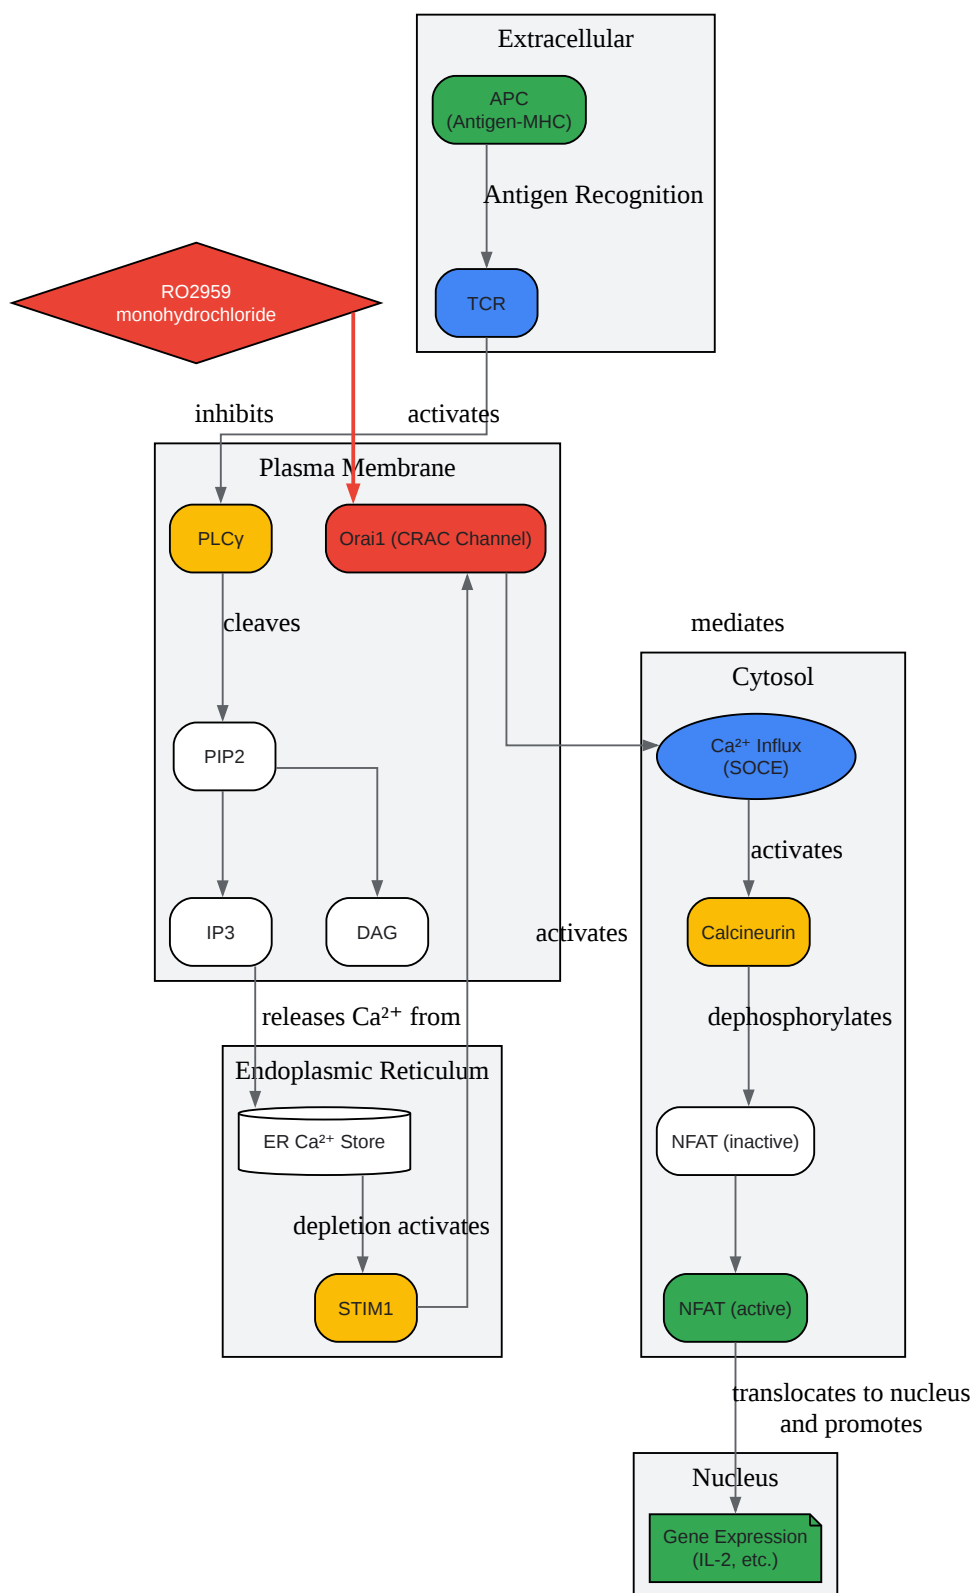 Extracellular
APC
(Antigen-MHC)
Antigen Recognition
RO2959
monohydrochloride
TCR
inhibits
activates
Plasma Membrane
PLCγ
Orai1 (CRAC Channel)
cleaves
mediates
Cytosol
PIP2
Ca²⁺ Influx
(SOCE)
activates
IP3
DAG
activates
Calcineurin
releases Ca²⁺ from
dephosphorylates
Endoplasmic Reticulum
ER Ca²⁺ Store
NFAT (inactive)
depletion activates
STIM1
NFAT (active)
translocates to nucleus
and promotes
Nucleus
Gene Expression
(IL-2, etc.)